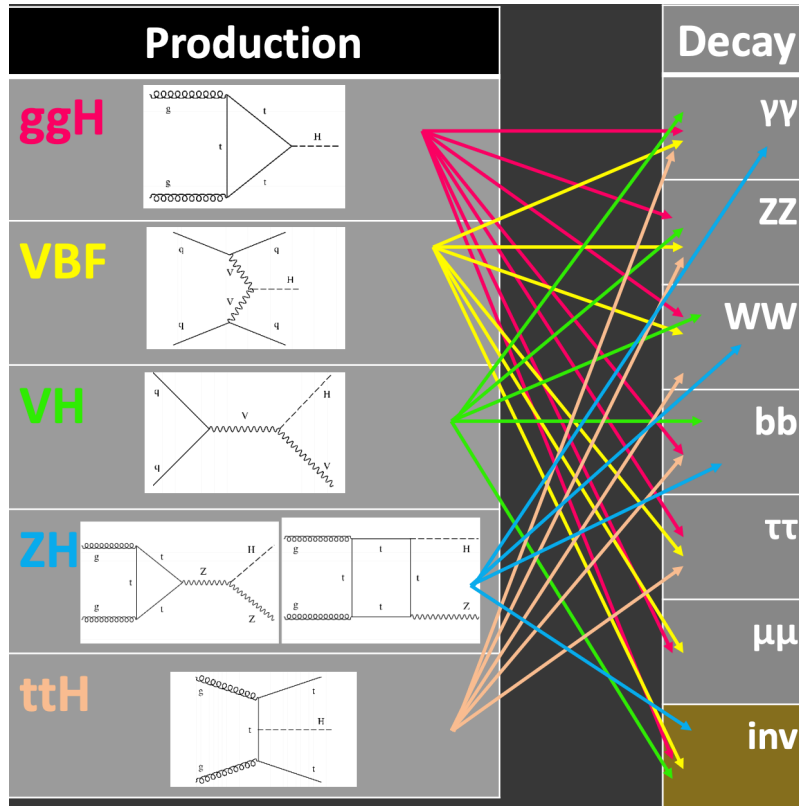 Production
Decay
ggH
g
t
t
H
g
t
γγ
ZZ
VBF
q
q
V
H
V
q
q
WW
VH
q
H
V
q
V
bb
ZH
g
t
t
Z
H
g
t
Z
g
t
H
t
t
g
t
Z
ττ
μμ
ttH
g
t
t
H
g
t
inv